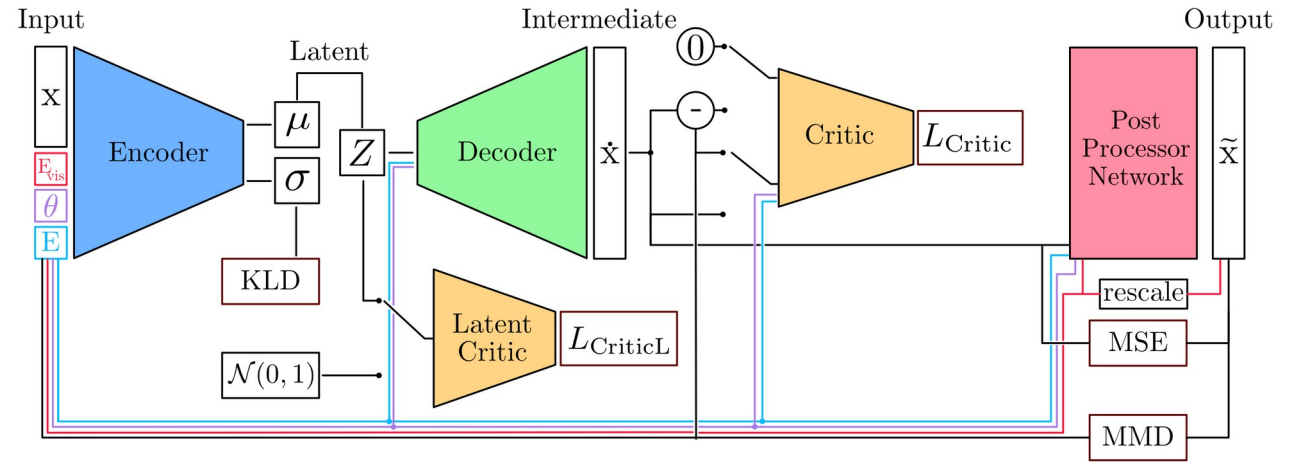 Input
Intermediate
Output
Latent
x
E_vis
θ
E
Encoder
μ
σ
KLD
Z
Decoder
ẋ
0
-
Critic
L_Critic
Post
Processor
Network
x̃
rescale
MSE
MMD
Latent
Critic
L_CriticL
𝒩(0, 1)